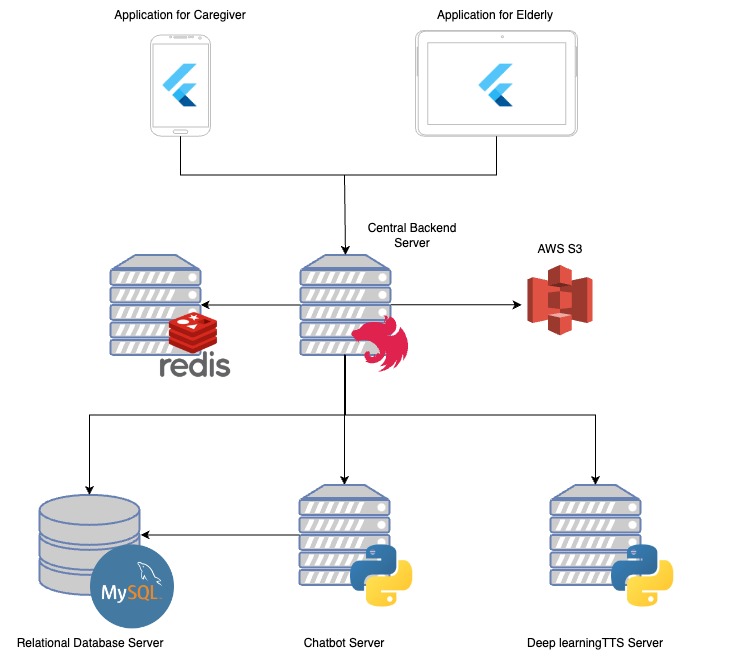 Application for Caregiver
Application for Elderly
Central Backend
Server
AWS S3
redis
MySQL
Relational Database Server
Chatbot Server
Deep learningTTS Server